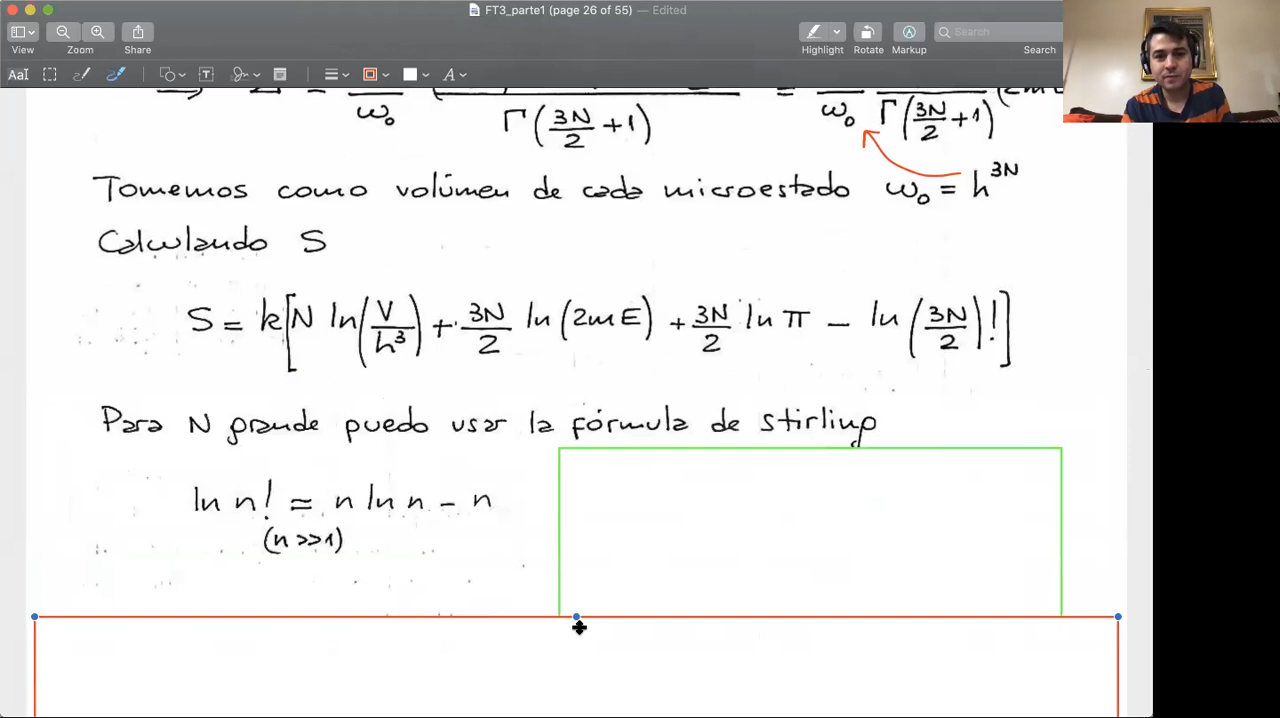 FT3_parte1 (page 26 of 55) — Edited
View Zoom Share Highlight Rotate Markup Search Search
AaI T A
ω₀ Γ(3N/2 + 1) = ω₀ Γ(3N/2 + 1)
Tomemos como volúmen de cada microestado ω₀ = h^3N
Calculando S
S = k[N ln(V/h³) + 3N/2 ln(2mE) + 3N/2 ln π − ln(3N/2)!]
Para N grande puedo usar la fórmula de stirling
ln n! ≃ n ln n − n
(n >> 1)